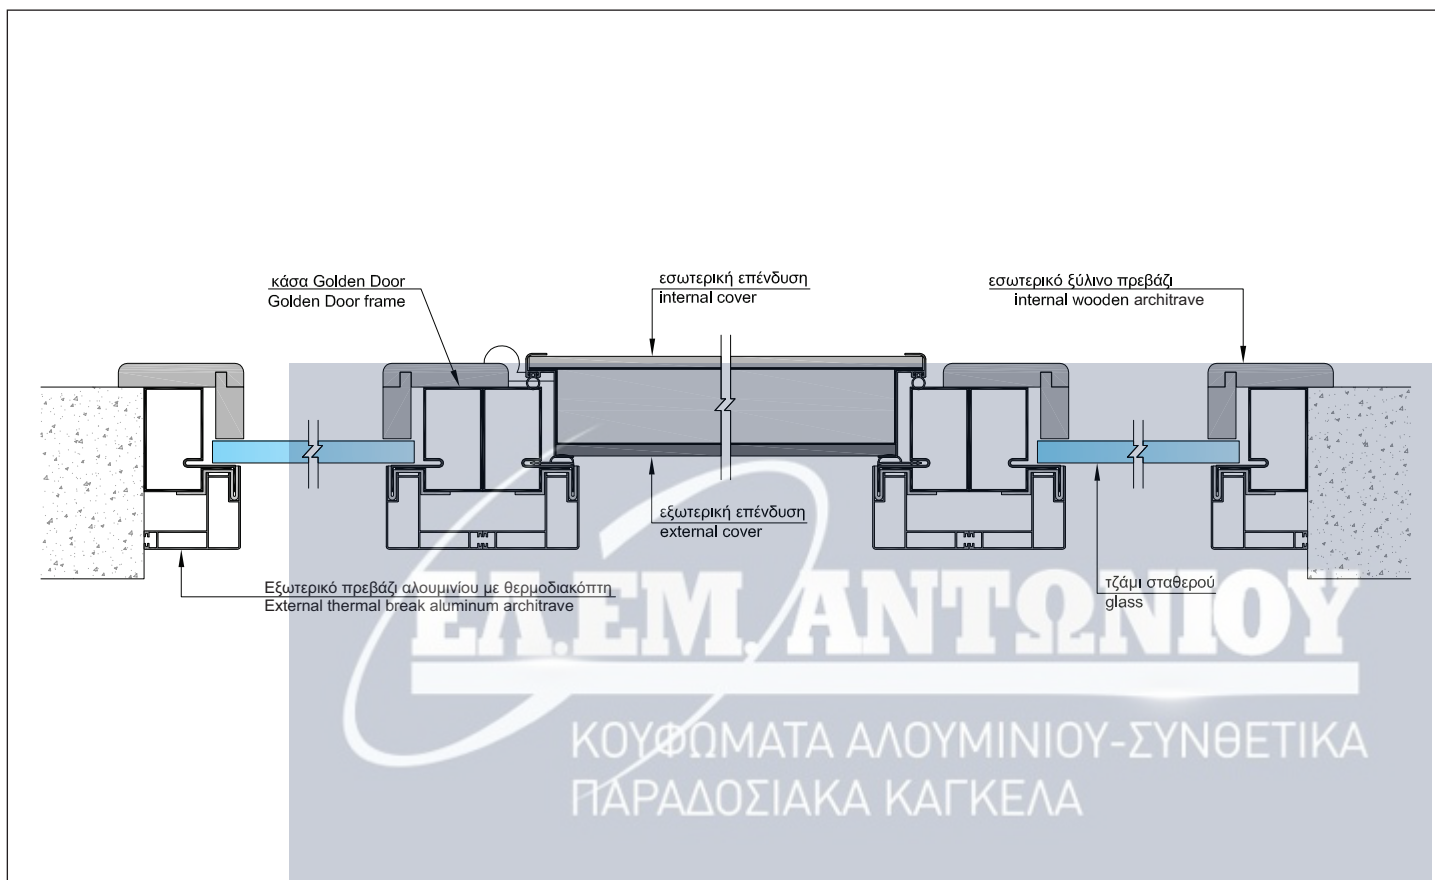 κάσα Golden Door
Golden Door frame
εσωτερική επένδυση
internal cover
εσωτερικό ξύλινο πρεβάζι
internal wooden architrave
εξωτερική επένδυση
external cover
Εξωτερικό πρεβάζι αλουμινίου με θερμοδιακόπτη
External thermal break aluminum architrave
τζάμι σταθερού
glass
ΕΛ.ΕΜ. ΑΝΤΩΝΙΟΥ
ΚΟΥΦΩΜΑΤΑ ΑΛΟΥΜΙΝΙΟΥ-ΣΥΝΘΕΤΙΚΑ
ΠΑΡΑΔΟΣΙΑΚΑ ΚΑΓΚΕΛΑ